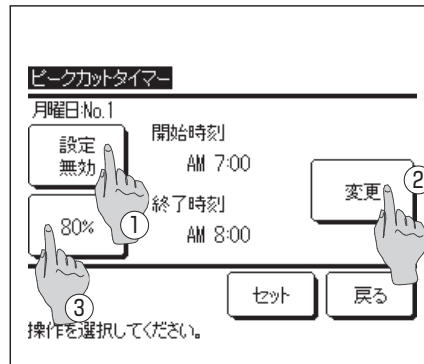 ピークカットタイマー
月曜日:No.1
設定
無効
開始時刻
AM 7:00
①
変更
②
80%
終了時刻
AM 8:00
③
セット
戻る
操作を選択してください。